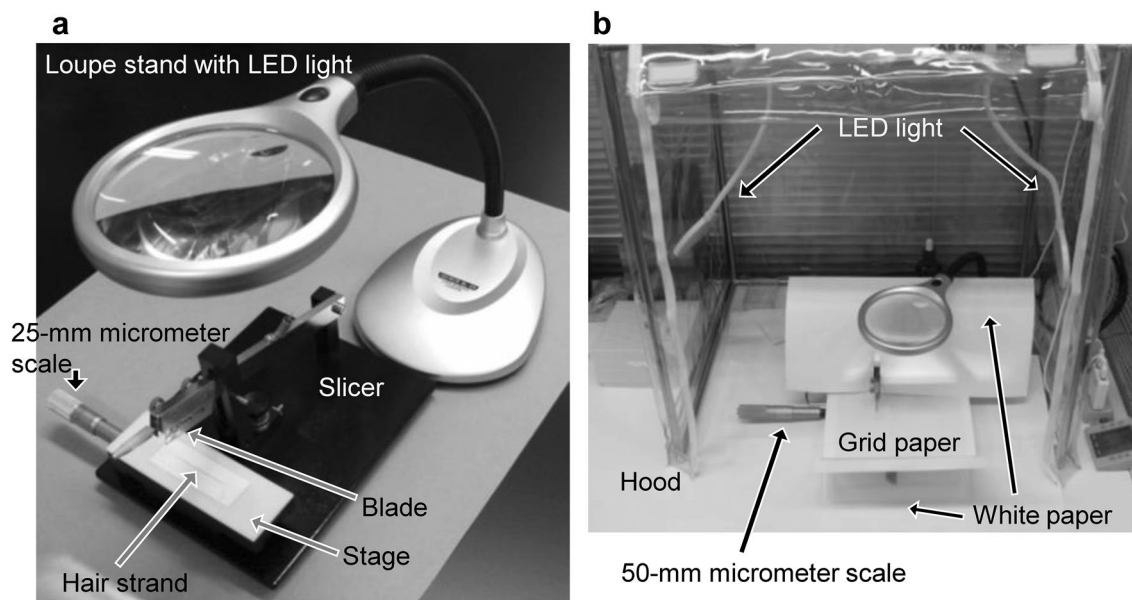 a
b
Loupe stand with LED light
LED light
25-mm micrometer
scale
Slicer
Grid paper
Hood
Blade
White paper
Stage
Hair strand
50-mm micrometer scale